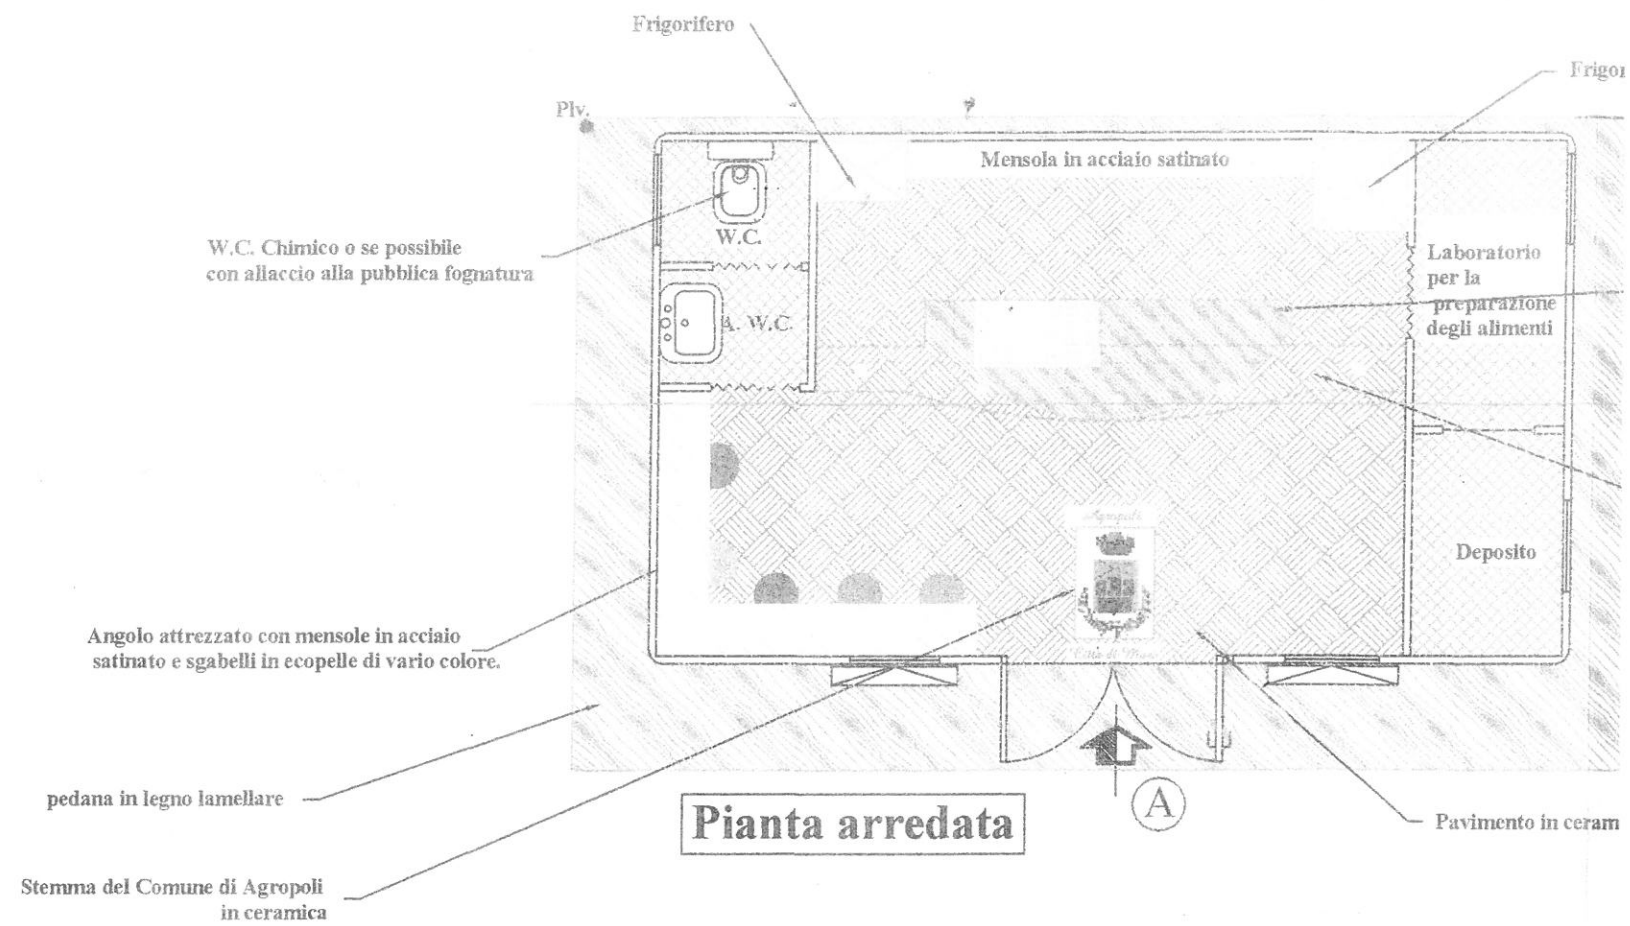 Frigorifero
Frigor
Plv.
Mensola in acciaio satinato
W.C. Chimico o se possibile
con allaccio alla pubblica fognatura
W.C.
A. W.C.
Laboratorio
per la
preparazione
degli alimenti
Agropoli
Deposito
Angolo attrezzato con mensole in acciaio
satinato e sgabelli in ecopelle di vario colore.
pedana in legno lamellare
A
Pianta arredata
Pavimento in ceram
Stemma del Comune di Agropoli
in ceramica